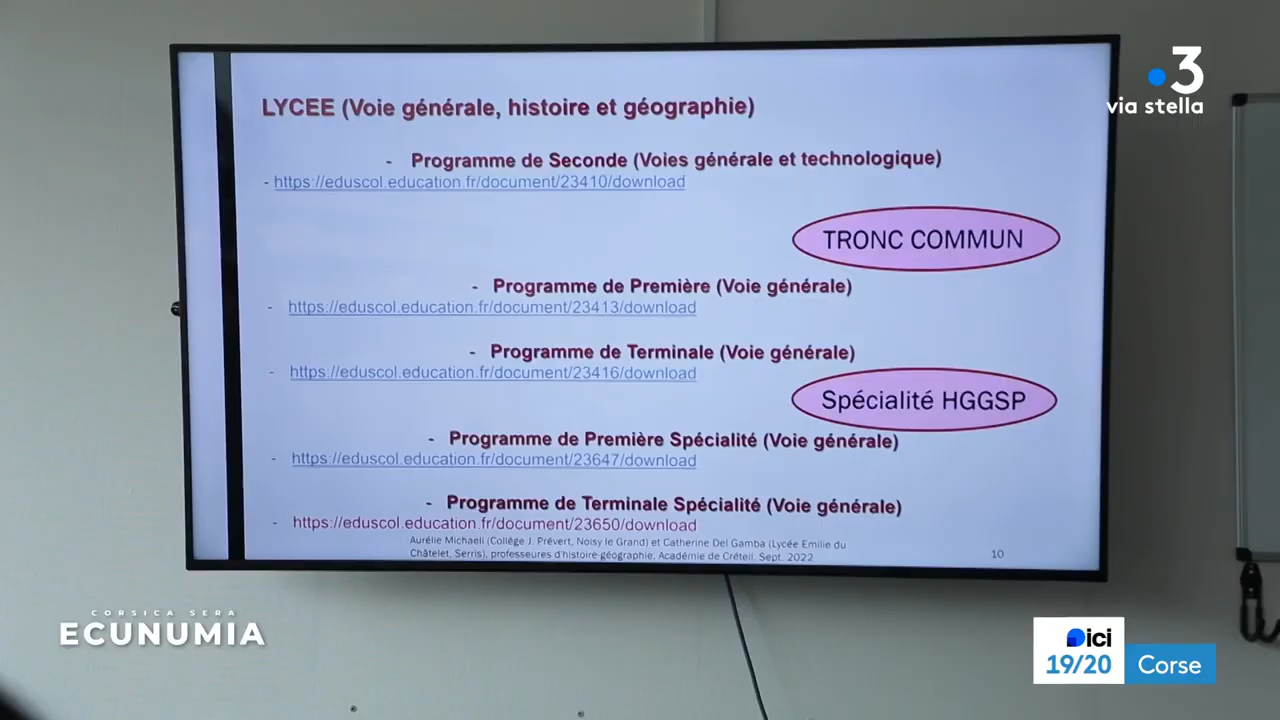 LYCEE (Voie générale, histoire et géographie)
- Programme de Seconde (Voies générale et technologique)
- https://eduscol.education.fr/document/23410/download
TRONC COMMUN
- Programme de Première (Voie générale)
- https://eduscol.education.fr/document/23413/download
- Programme de Terminale (Voie générale)
- https://eduscol.education.fr/document/23416/download
Spécialité HGGSP
- Programme de Première Spécialité (Voie générale)
- https://eduscol.education.fr/document/23647/download
- Programme de Terminale Spécialité (Voie générale)
- https://eduscol.education.fr/document/23650/download
Aurélie Michaeli (Collège J. Prévert, Noisy le Grand) et Catherine Del Gamba (Lycée Emilie du
Châtelet, Serris), professeures d'histoire-géographie. Académie de Créteil. Sept. 2022
10
3
via stella
CORSICA SERA
ECUNUMIA
ici
19/20 Corse